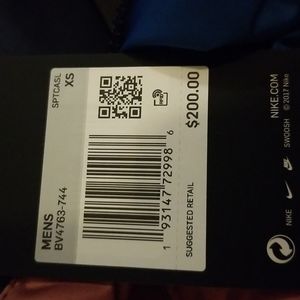 SPTCASL
XS
MENS
BV4763-744
1 93147 72998 6
SUGGESTED RETAIL
$200.00
NIKE.COM
© 2017 Nike
NIKE
SWOOSH